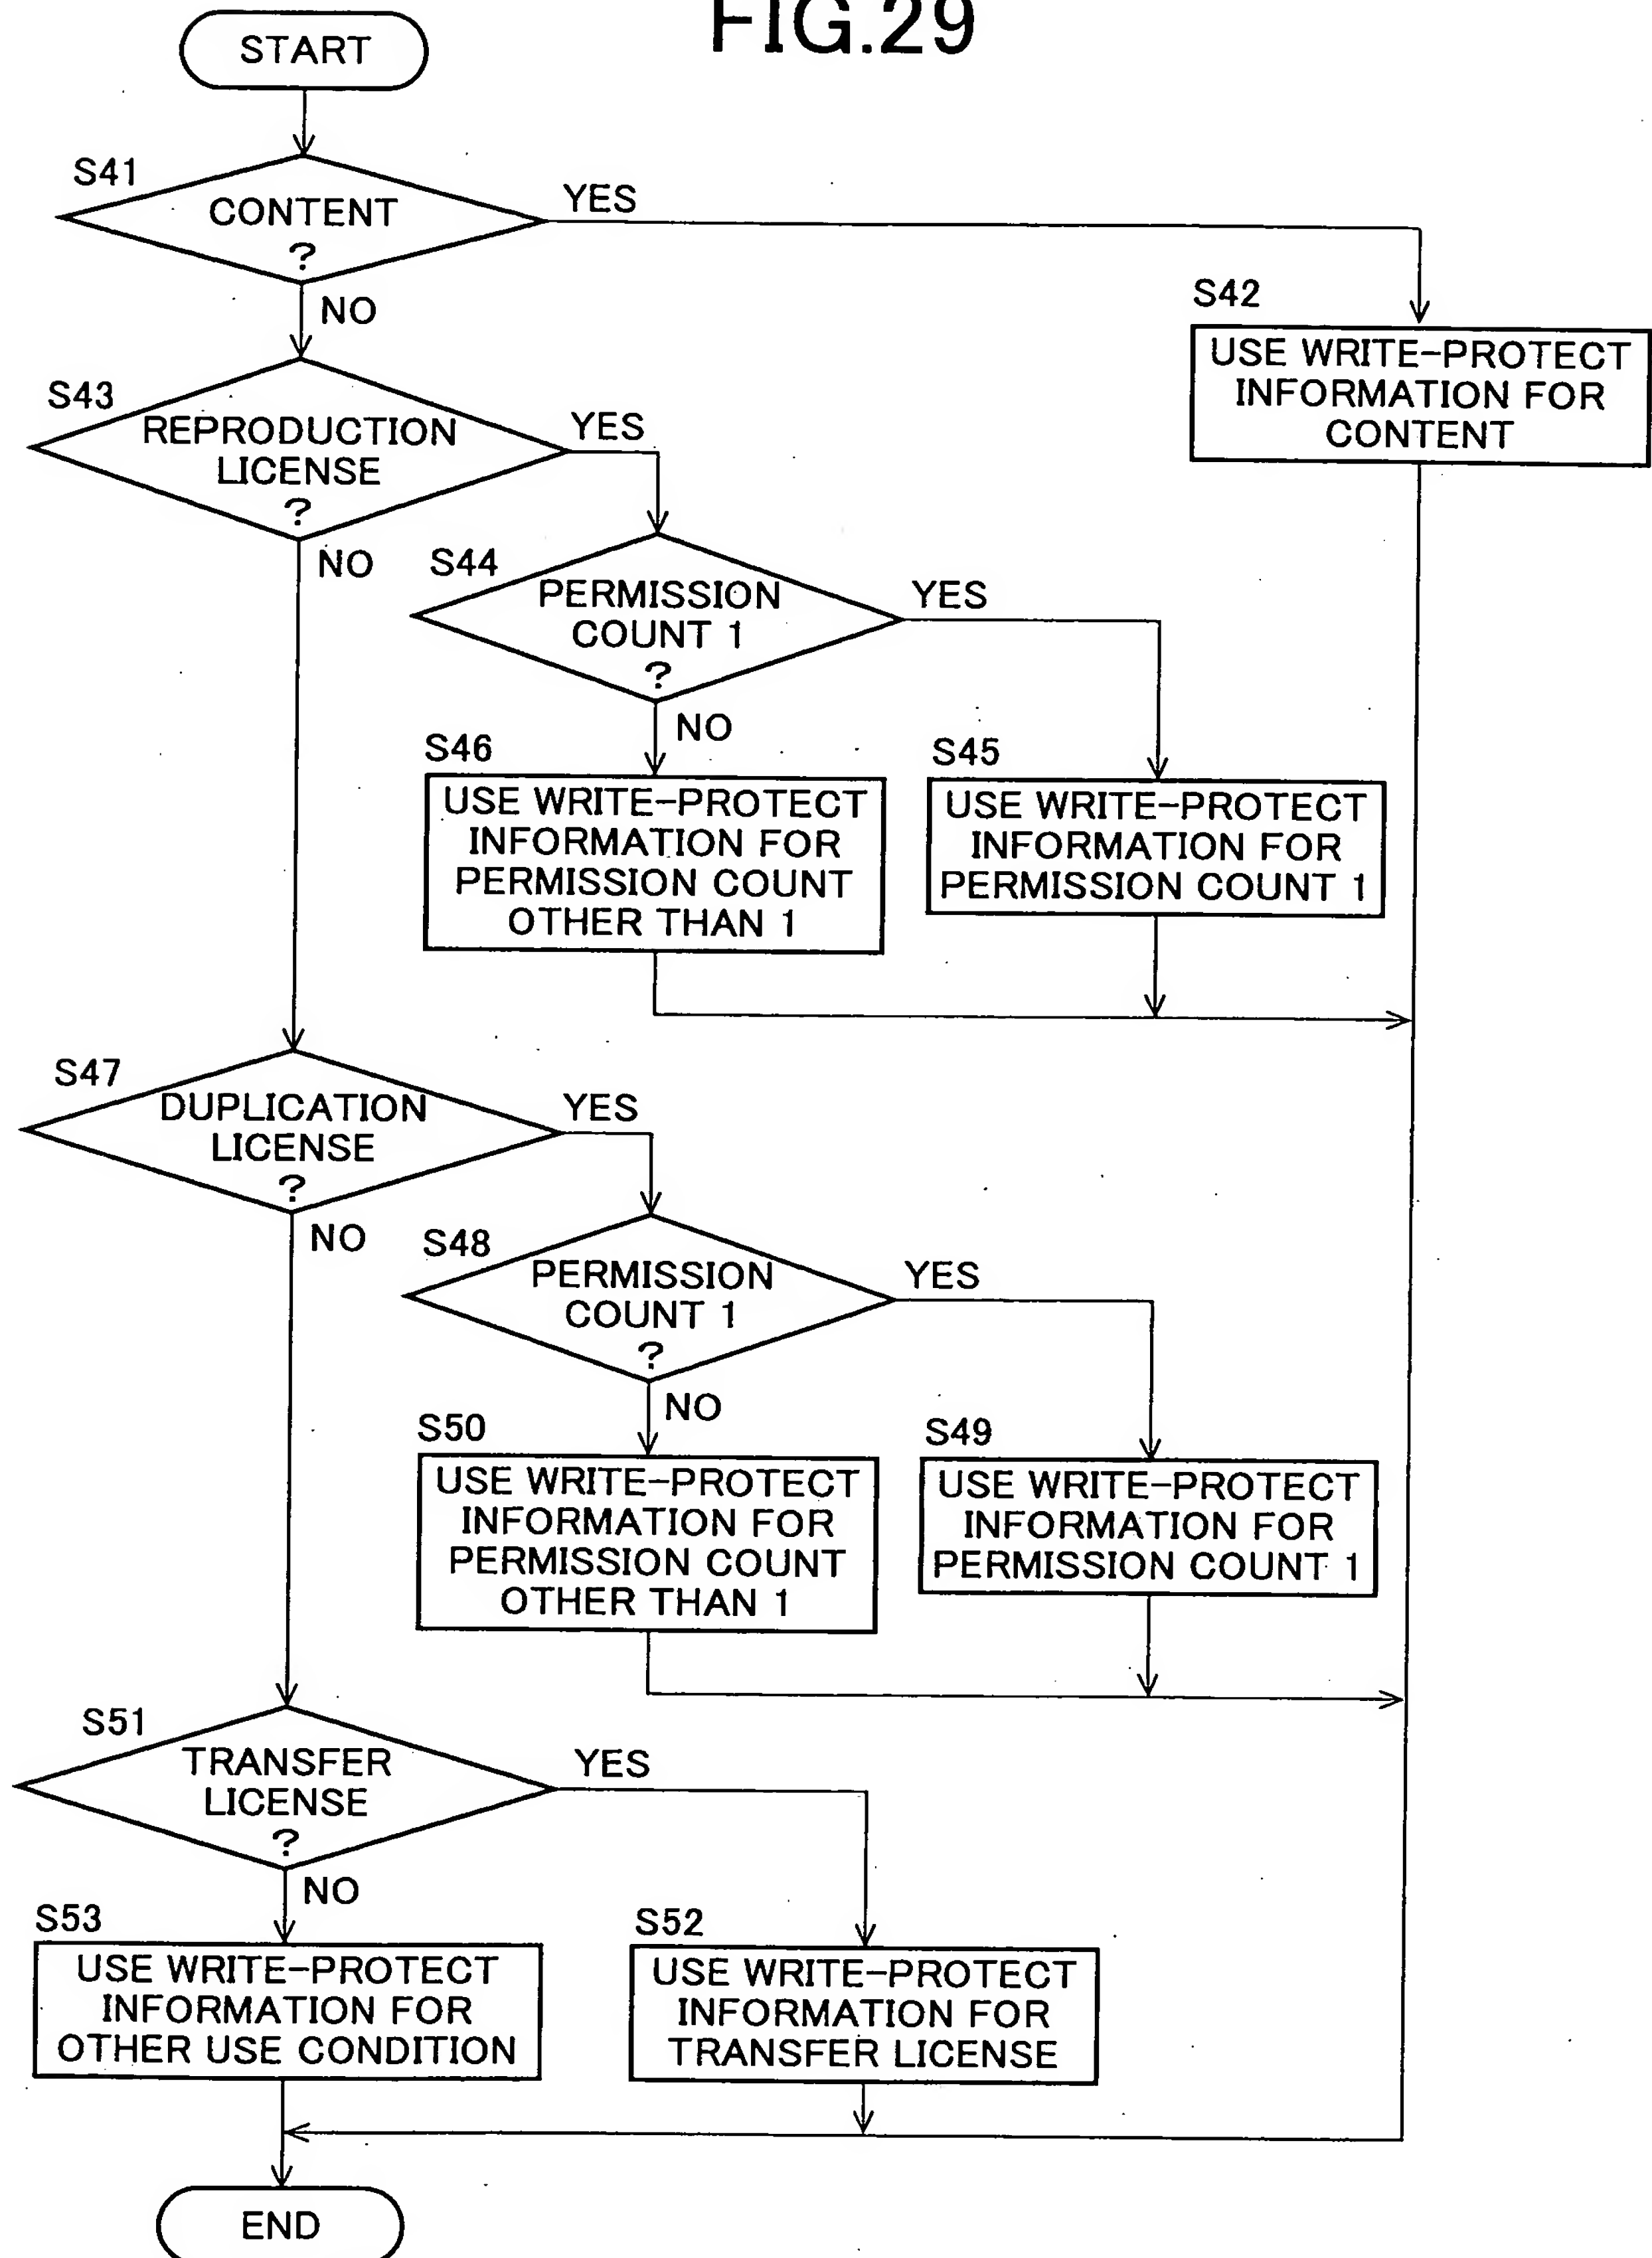 FIG.29
START
S41
CONTENT
?
YES
NO
S42
USE WRITE-PROTECT
INFORMATION FOR
CONTENT
S43
REPRODUCTION
LICENSE
?
YES
NO
S44
PERMISSION
COUNT 1
?
YES
NO
S46
USE WRITE-PROTECT
INFORMATION FOR
PERMISSION COUNT
OTHER THAN 1
S45
USE WRITE-PROTECT
INFORMATION FOR
PERMISSION COUNT 1
S47
DUPLICATION
LICENSE
?
YES
NO
S48
PERMISSION
COUNT 1
?
YES
NO
S50
USE WRITE-PROTECT
INFORMATION FOR
PERMISSION COUNT
OTHER THAN 1
S49
USE WRITE-PROTECT
INFORMATION FOR
PERMISSION COUNT 1
S51
TRANSFER
LICENSE
?
YES
NO
S53
USE WRITE-PROTECT
INFORMATION FOR
OTHER USE CONDITION
S52
USE WRITE-PROTECT
INFORMATION FOR
TRANSFER LICENSE
END